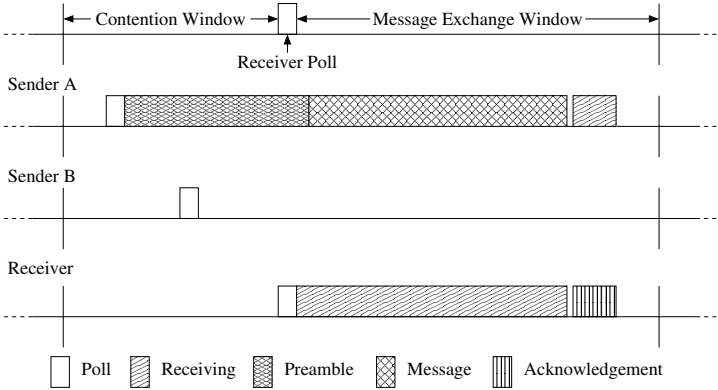 Contention Window
Message Exchange Window
Receiver Poll
Sender A
Sender B
Receiver
Poll
Receiving
Preamble
Message
Acknowledgement